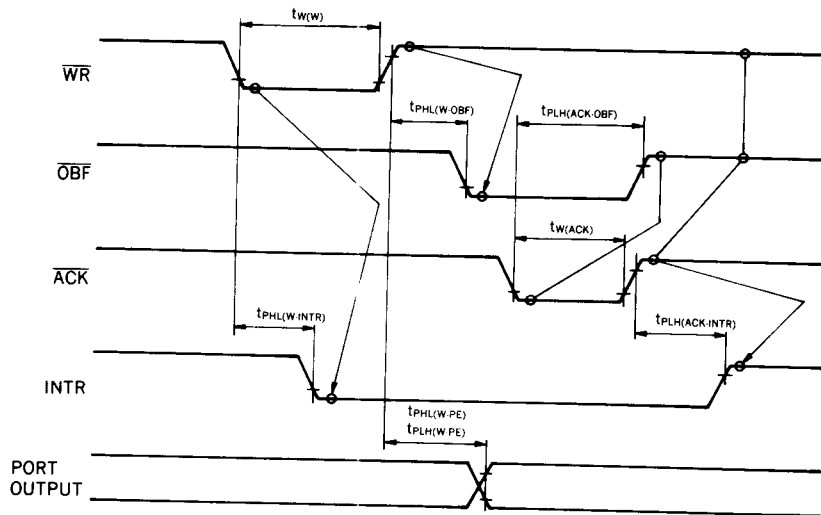 tW(W)
WR
tPHL(W-OBF)
tPLH(ACK-OBF)
OBF
tW(ACK)
ACK
tPHL(W-INTR)
tPLH(ACK-INTR)
INTR
tPHL(W-PE)
tPLH(W-PE)
PORT
OUTPUT